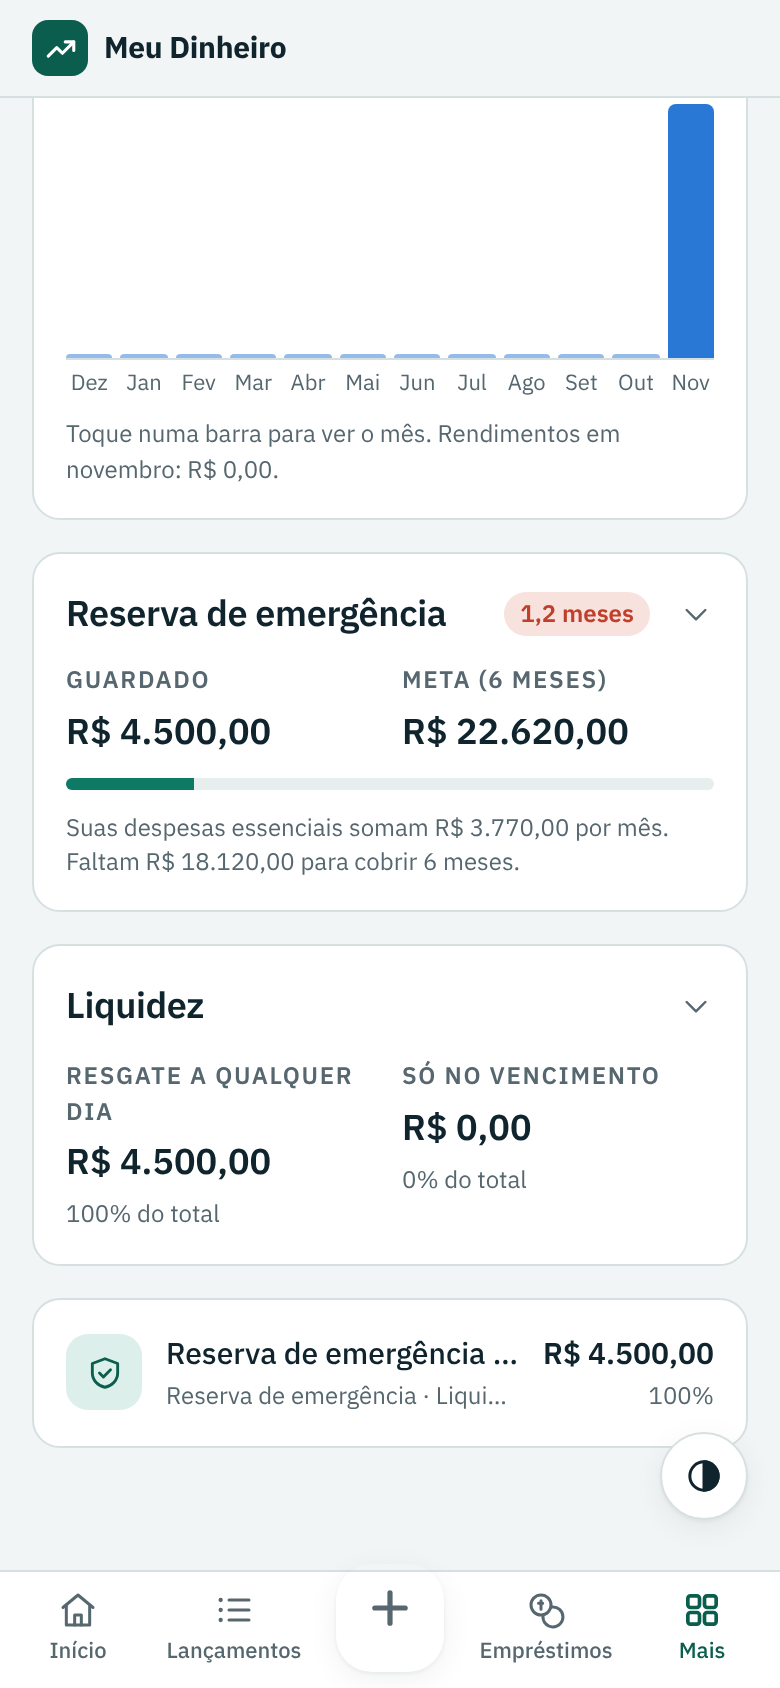 Meu Dinheiro
Dez Jan Fev Mar Abr Mai Jun Jul Ago Set Out Nov
Toque numa barra para ver o mês. Rendimentos em
novembro: R$ 0,00.
Reserva de emergência 1,2 meses
GUARDADO
R$ 4.500,00
META (6 MESES)
R$ 22.620,00
Suas despesas essenciais somam R$ 3.770,00 por mês.
Faltam R$ 18.120,00 para cobrir 6 meses.
Liquidez
RESGATE A QUALQUER
DIA
R$ 4.500,00
100% do total
SÓ NO VENCIMENTO
R$ 0,00
0% do total
Reserva de emergência ... R$ 4.500,00
Reserva de emergência · Liqui... 100%
Início
Lançamentos
Empréstimos
Mais